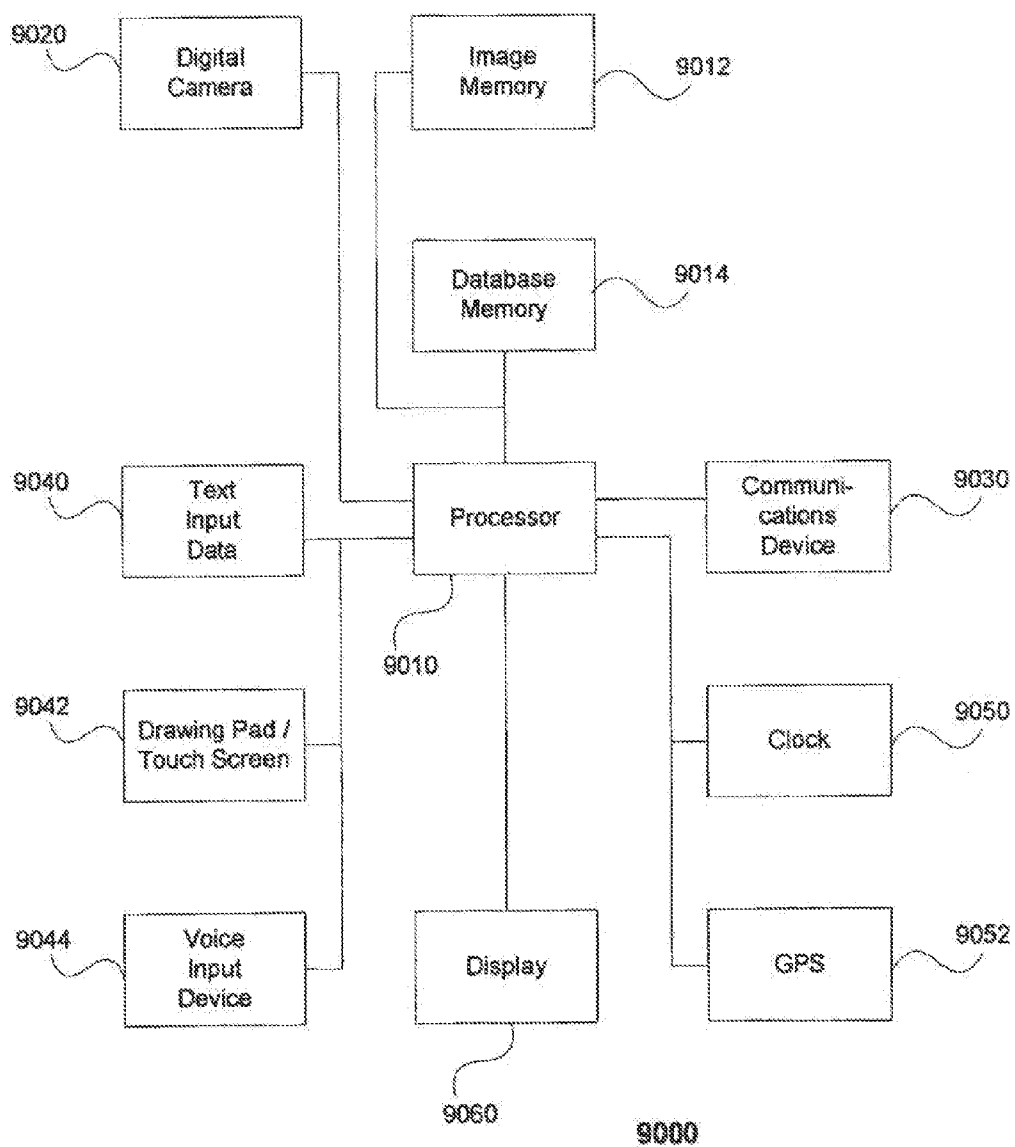 9020
Digital
Camera
Image
Memory
9012
Database
Memory
9014
9040
Text
Input
Data
Processor
9010
Communi-
cations
Device
9030
9042
Drawing Pad /
Touch Screen
Clock
9050
9044
Voice
Input
Device
Display
9060
GPS
9052
9000